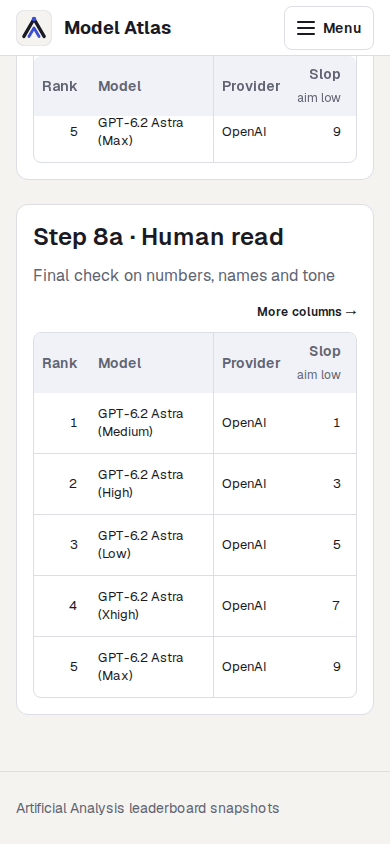 Model Atlas
Menu
Rank Model Provider Slop
aim low
5 GPT-6.2 Astra (Max) OpenAI 9
Step 8a · Human read
Final check on numbers, names and tone
More columns →
Rank Model Provider Slop
aim low
1 GPT-6.2 Astra (Medium) OpenAI 1
2 GPT-6.2 Astra (High) OpenAI 3
3 GPT-6.2 Astra (Low) OpenAI 5
4 GPT-6.2 Astra (Xhigh) OpenAI 7
5 GPT-6.2 Astra (Max) OpenAI 9
Artificial Analysis leaderboard snapshots